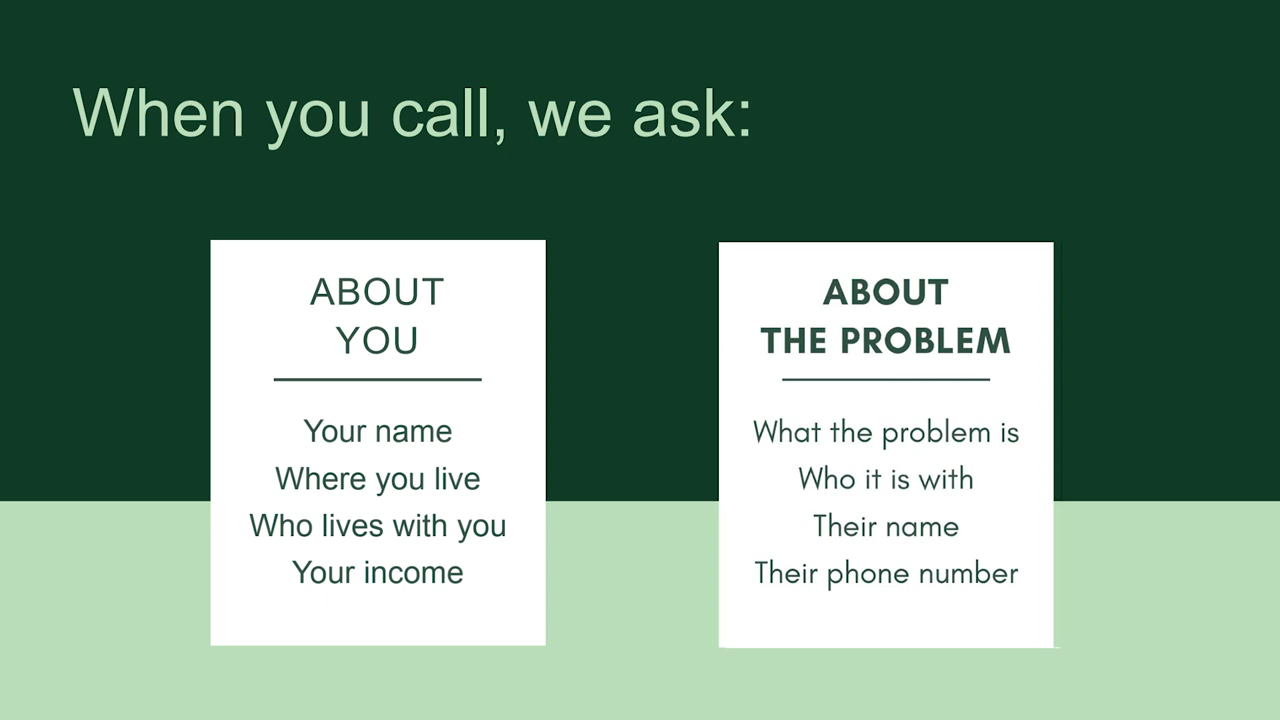 When you call, we ask:
ABOUT
YOU
Your name
Where you live
Who lives with you
Your income
ABOUT
THE PROBLEM
What the problem is
Who it is with
Their name
Their phone number